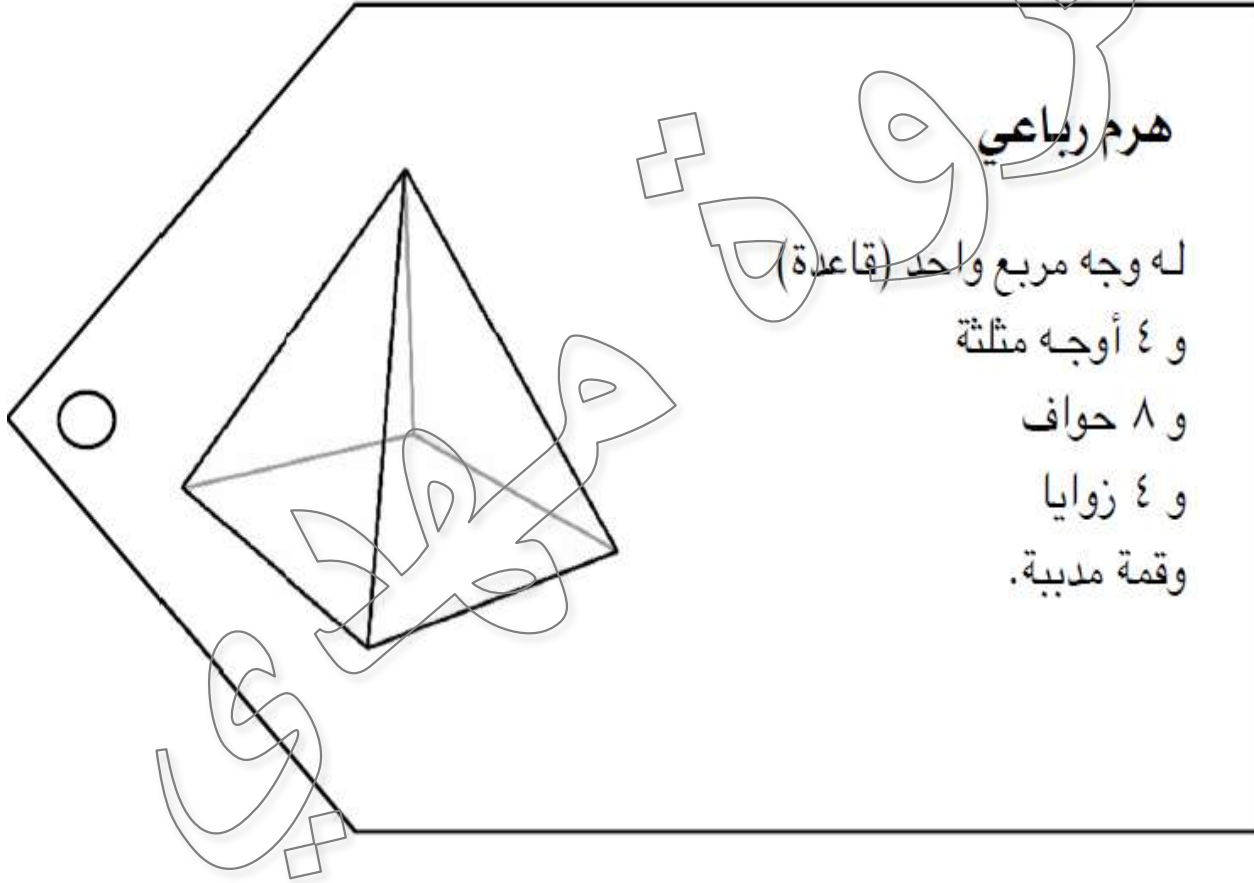 هرم رباعي
له وجه مربع واحد (قاعدة)
و ٤ أوجه مثلثة
و ٨ حواف
و ٤ زوايا
وقمة مدببة.